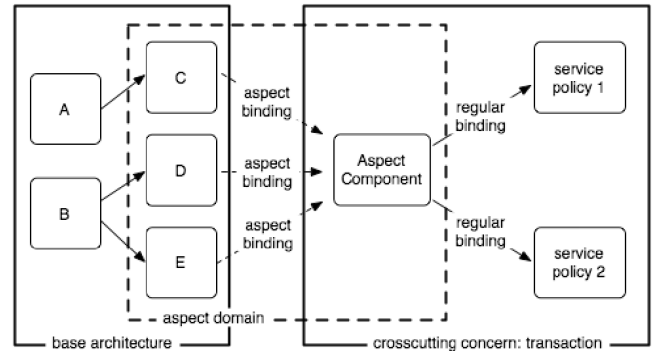 A
B
C
D
E
aspect
binding
aspect
binding
aspect
binding
Aspect
Component
regular
binding
regular
binding
service
policy 1
service
policy 2
aspect domain
base architecture
crosscutting concern: transaction